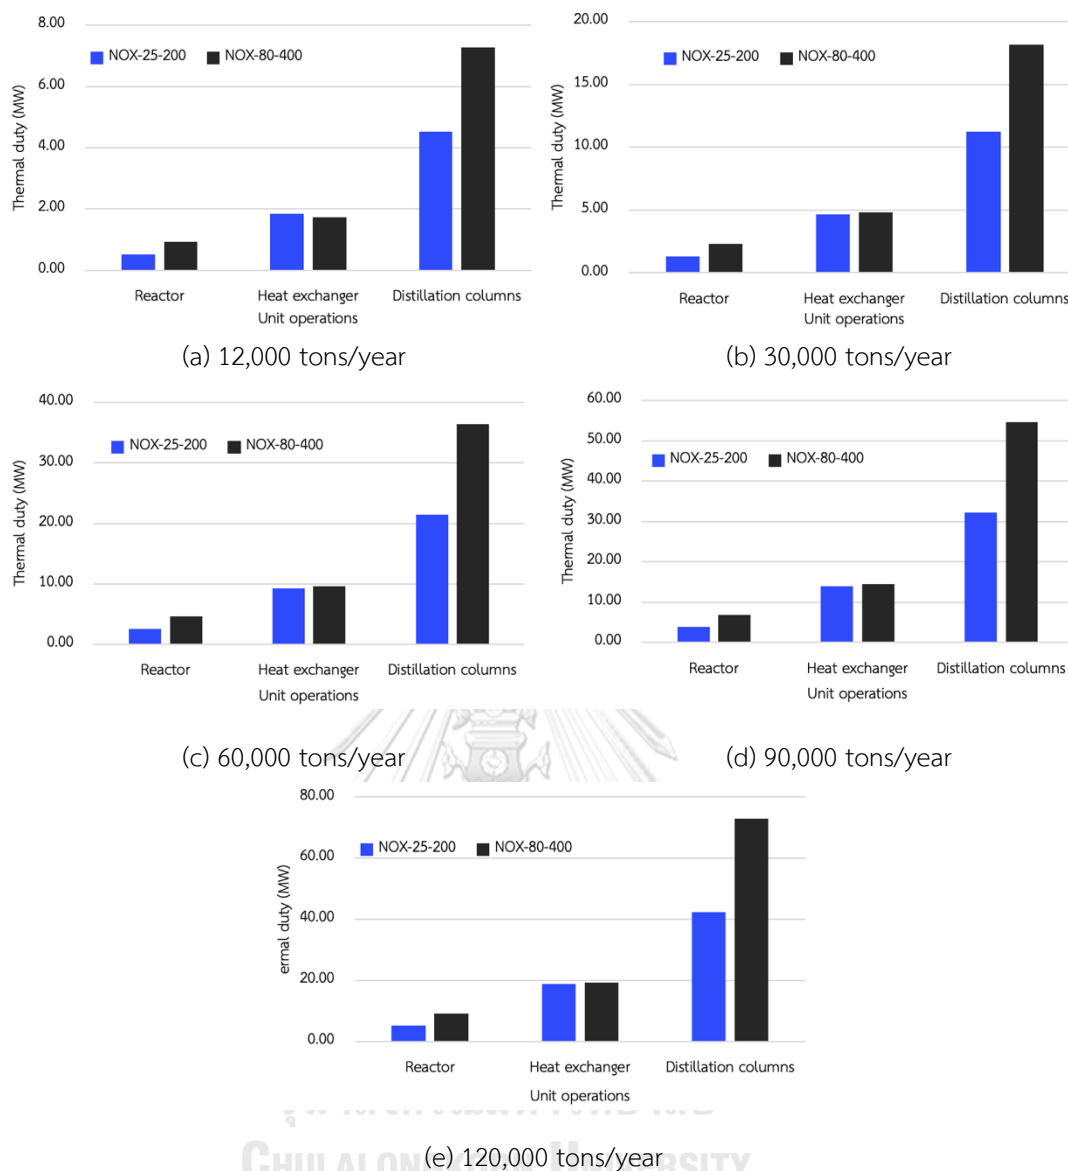 8.00
NOX-25-200 NOX-80-400
6.00
4.00
2.00
0.00
Thermal duty (MW)
Reactor Heat exchanger Distillation columns
Unit operations
(a) 12,000 tons/year
20.00
NOX-25-200 NOX-80-400
15.00
10.00
5.00
0.00
Thermal duty (MW)
Reactor Heat exchanger Distillation columns
Unit operations
(b) 30,000 tons/year
40.00
NOX-25-200 NOX-80-400
30.00
20.00
10.00
0.00
Thermal duty (MW)
Reactor Heat exchanger Distillation columns
Unit operations
(c) 60,000 tons/year
60.00
50.00
NOX-25-200 NOX-80-400
40.00
30.00
20.00
10.00
0.00
Thermal duty (MW)
Reactor Heat exchanger Distillation columns
Unit operations
(d) 90,000 tons/year
80.00
NOX-25-200 NOX-80-400
60.00
40.00
20.00
0.00
ermal duty (MW)
Reactor Heat exchanger Distillation columns
Unit operations
(e) 120,000 tons/year